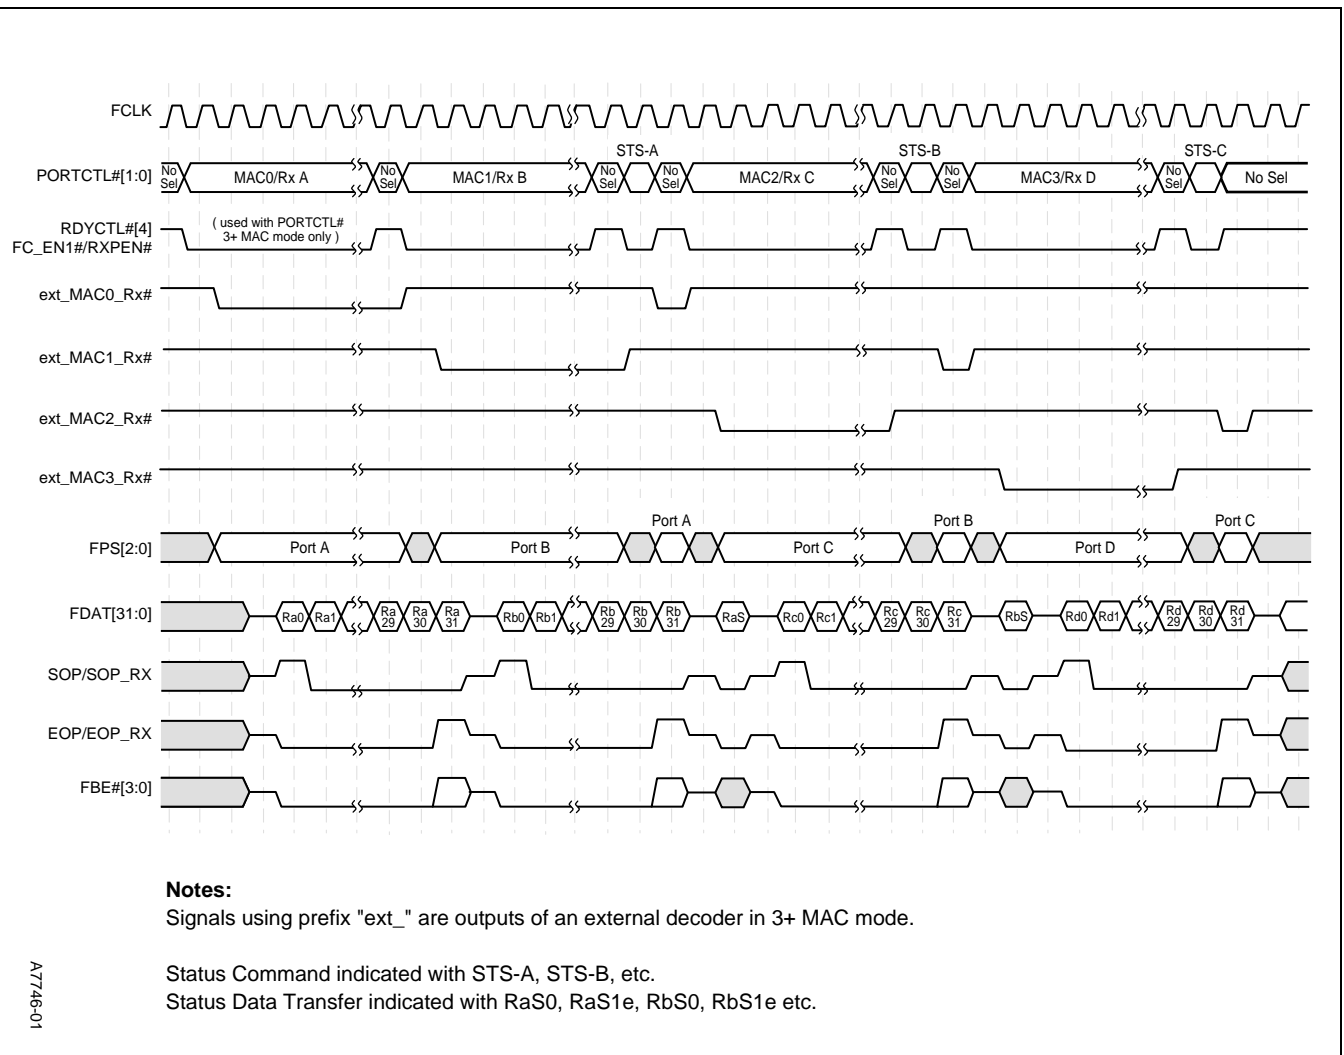 FCLK
STS-A STS-B STS-C
PORTCTL#[1:0] No Sel MAC0/Rx A No Sel MAC1/Rx B No Sel No Sel MAC2/Rx C No Sel No Sel MAC3/Rx D No Sel No Sel
RDYCTL#[4]
FC_EN1#/RXPEN#
( used with PORTCTL#
3+ MAC mode only )
ext_MAC0_Rx#
ext_MAC1_Rx#
ext_MAC2_Rx#
ext_MAC3_Rx#
Port A Port B Port C
FPS[2:0] Port A Port B Port C Port D
FDAT[31:0] Ra0 Ra1 Ra 29 Ra 30 Ra 31 Rb0 Rb1 Rb 29 Rb 30 Rb 31 RaS Rc0 Rc1 Rc 29 Rc 30 Rc 31 RbS Rd0 Rd1 Rd 29 Rd 30 Rd 31
SOP/SOP_RX
EOP/EOP_RX
FBE#[3:0]
Notes:
Signals using prefix "ext_" are outputs of an external decoder in 3+ MAC mode.
Status Command indicated with STS-A, STS-B, etc.
Status Data Transfer indicated with RaS0, RaS1e, RbS0, RbS1e etc.
A7746-01